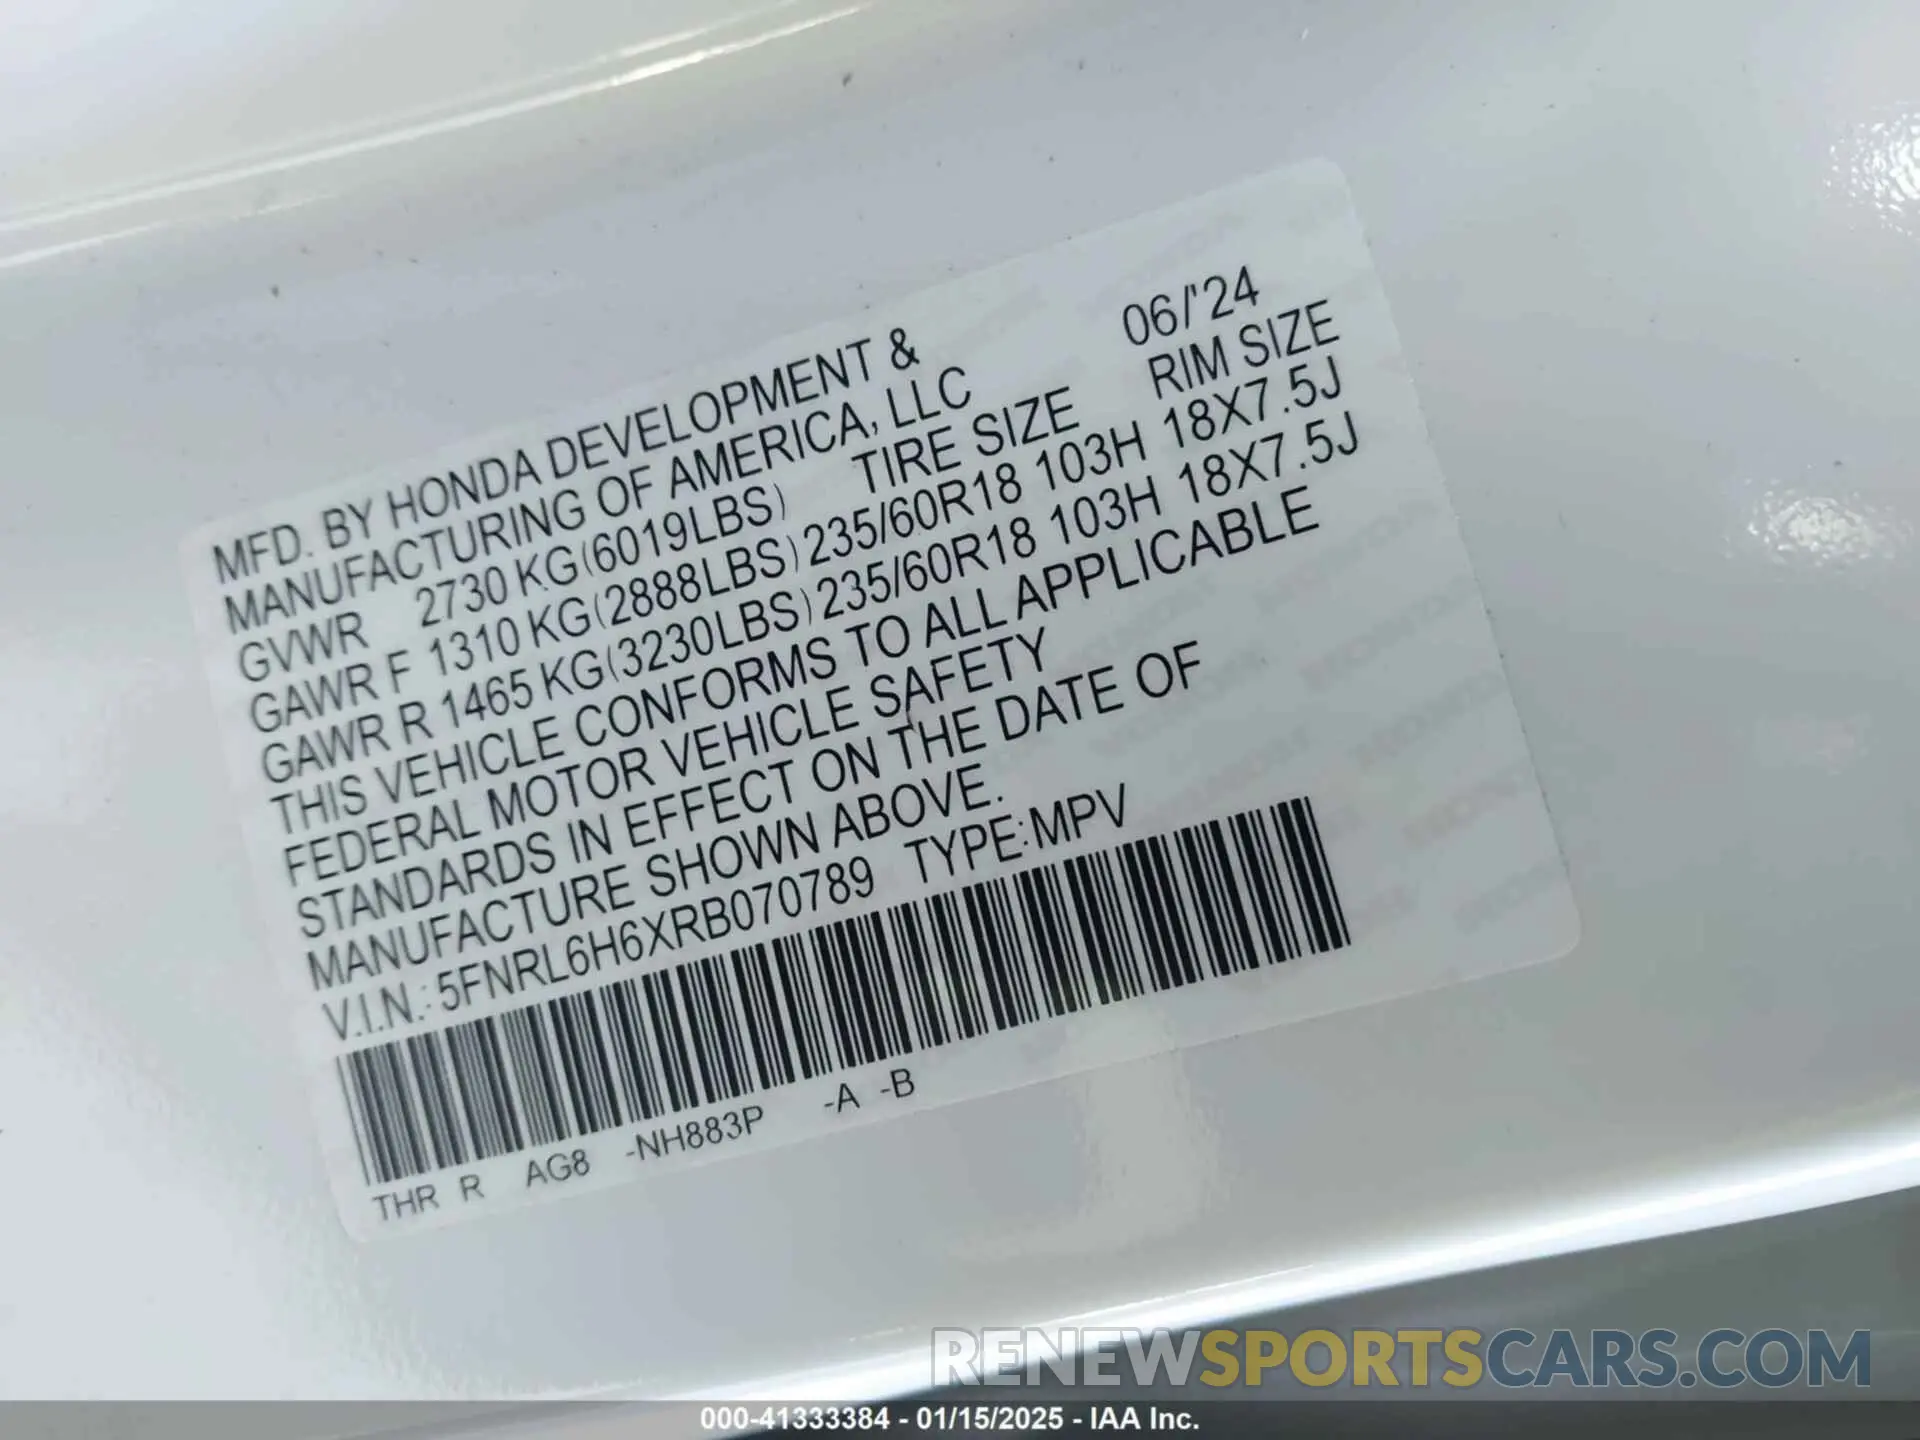 MFD. BY HONDA DEVELOPMENT & 06/'24
MANUFACTURING OF AMERICA, LLC RIM SIZE
GVWR 2730 KG(6019LBS) TIRE SIZE
GAWR F 1310 KG(2888LBS) 235/60R18 103H 18X7.5J
GAWR R 1465 KG(3230LBS) 235/60R18 103H 18X7.5J
THIS VEHICLE CONFORMS TO ALL APPLICABLE
FEDERAL MOTOR VEHICLE SAFETY
STANDARDS IN EFFECT ON THE DATE OF
MANUFACTURE SHOWN ABOVE.
V.I.N.: 5FNRL6H6XRB070789 TYPE:MPV
THR R AG8 -NH883P -A -B
RENEWSPORTSCARS.COM
000-41333384 - 01/15/2025 - IAA Inc.